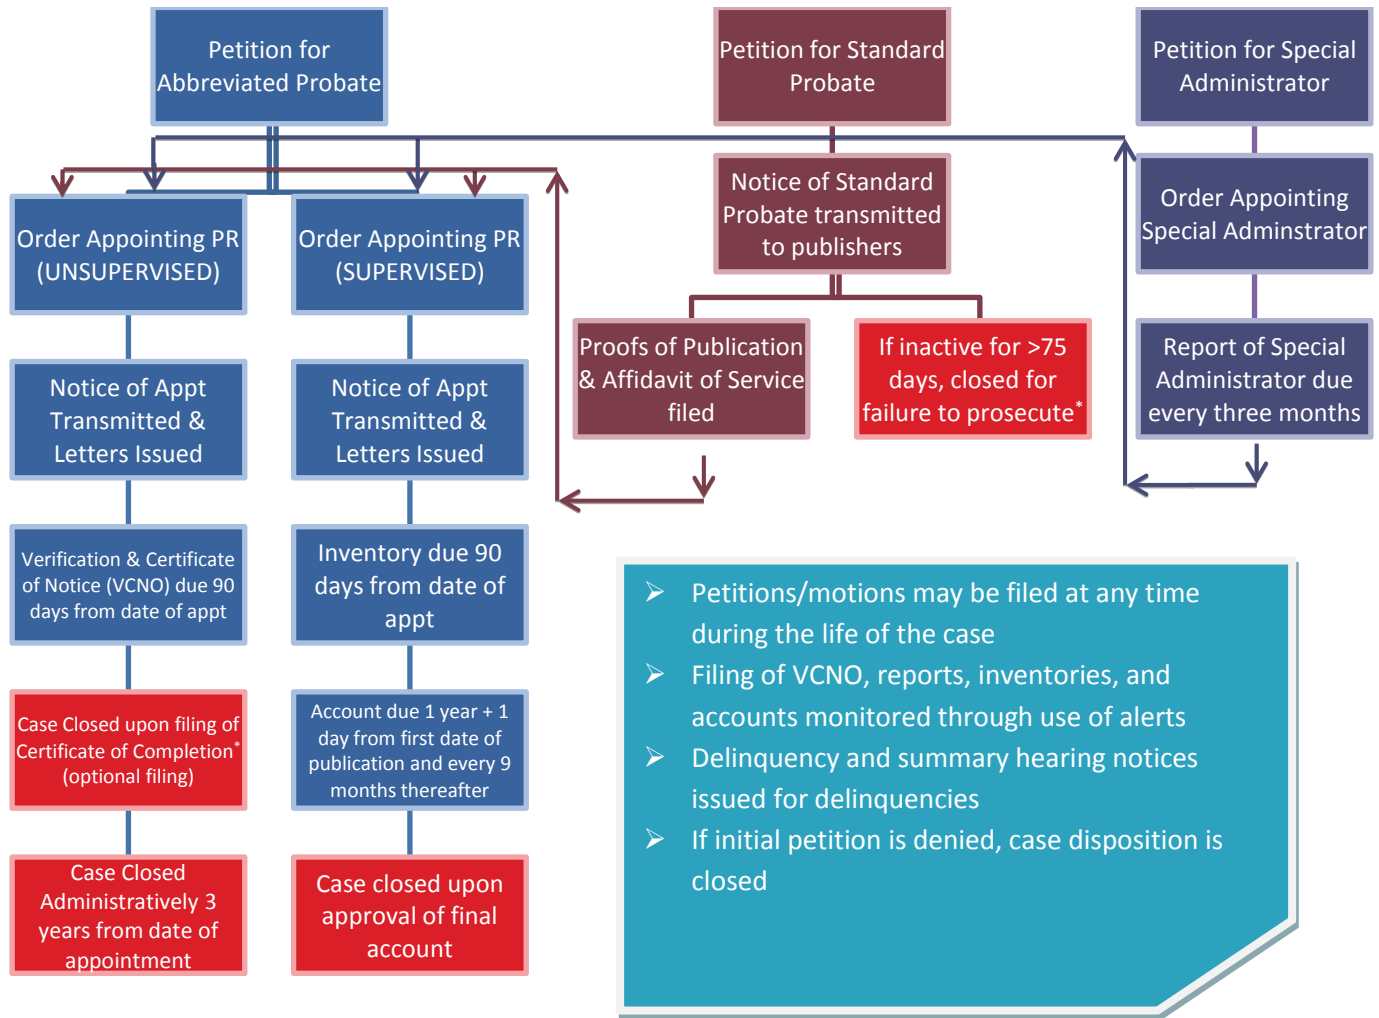 Petition for
Abbreviated Probate
Petition for Standard
Probate
Petition for Special
Administrator
Order Appointing PR
(UNSUPERVISED)
Order Appointing PR
(SUPERVISED)
Notice of Standard
Probate transmitted
to publishers
Order Appointing
Special Adminstrator
Notice of Appt
Transmitted &
Letters Issued
Notice of Appt
Transmitted &
Letters Issued
Proofs of Publication
& Affidavit of Service
filed
If inactive for >75
days, closed for
failure to prosecute*
Report of Special
Administrator due
every three months
Verification & Certificate
of Notice (VCNO) due 90
days from date of appt
Inventory due 90
days from date of
appt
Case Closed upon filing of
Certificate of Completion*
(optional filing)
Account due 1 year + 1
day from first date of
publication and every 9
months thereafter
Case Closed
Administratively 3
years from date of
appointment
Case closed upon
approval of final
account
➢ Petitions/motions may be filed at any time
during the life of the case
➢ Filing of VCNO, reports, inventories, and
accounts monitored through use of alerts
➢ Delinquency and summary hearing notices
issued for delinquencies
➢ If initial petition is denied, case disposition is
closed